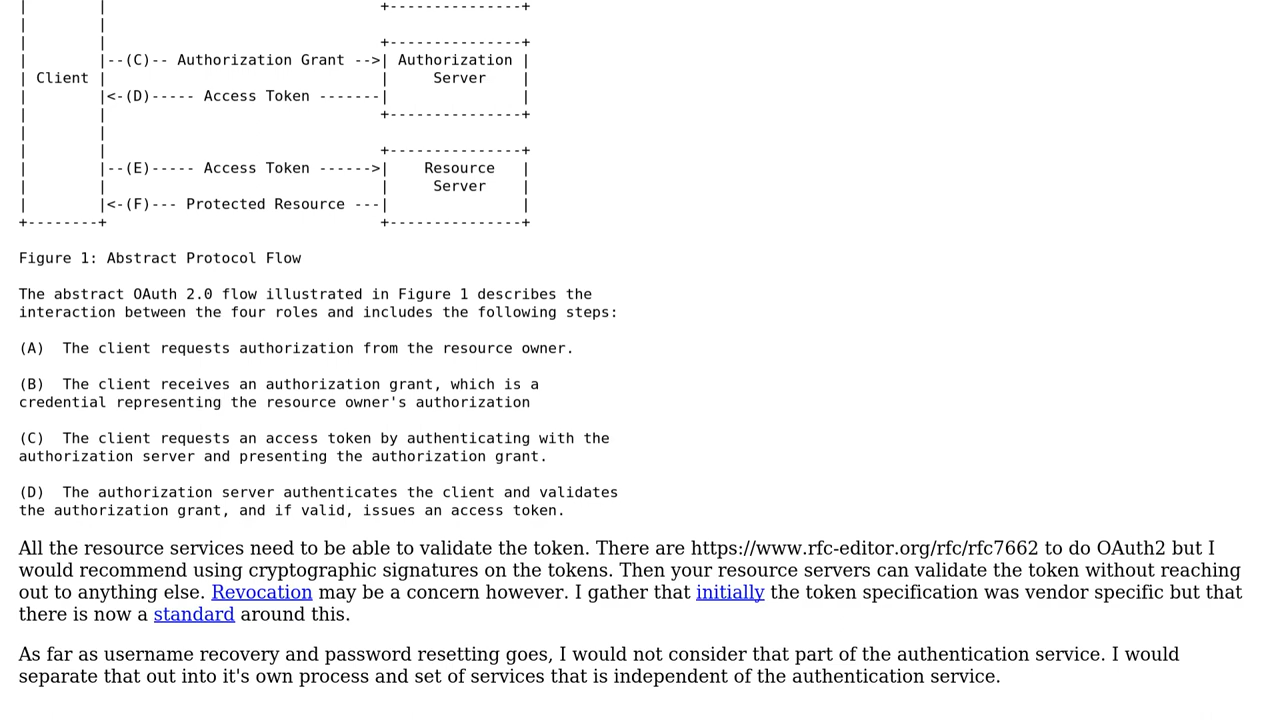 |        |                               +---------------+
|        |
|        |                               +---------------+
|        |--(C)-- Authorization Grant -->| Authorization |
| Client |                               |     Server    |
|        |<-(D)----- Access Token -------|               |
|        |                               +---------------+
|        |
|        |                               +---------------+
|        |--(E)----- Access Token ------>|    Resource   |
|        |                               |     Server    |
|        |<-(F)--- Protected Resource ---|               |
+--------+                               +---------------+
Figure 1: Abstract Protocol Flow
The abstract OAuth 2.0 flow illustrated in Figure 1 describes the
interaction between the four roles and includes the following steps:
(A)  The client requests authorization from the resource owner.
(B)  The client receives an authorization grant, which is a
credential representing the resource owner's authorization
(C)  The client requests an access token by authenticating with the
authorization server and presenting the authorization grant.
(D)  The authorization server authenticates the client and validates
the authorization grant, and if valid, issues an access token.
All the resource services need to be able to validate the token. There are https://www.rfc-editor.org/rfc/rfc7662 to do OAuth2 but I
would recommend using cryptographic signatures on the tokens. Then your resource servers can validate the token without reaching
out to anything else. Revocation may be a concern however. I gather that initially the token specification was vendor specific but that
there is now a standard around this.
As far as username recovery and password resetting goes, I would not consider that part of the authentication service. I would
separate that out into it's own process and set of services that is independent of the authentication service.